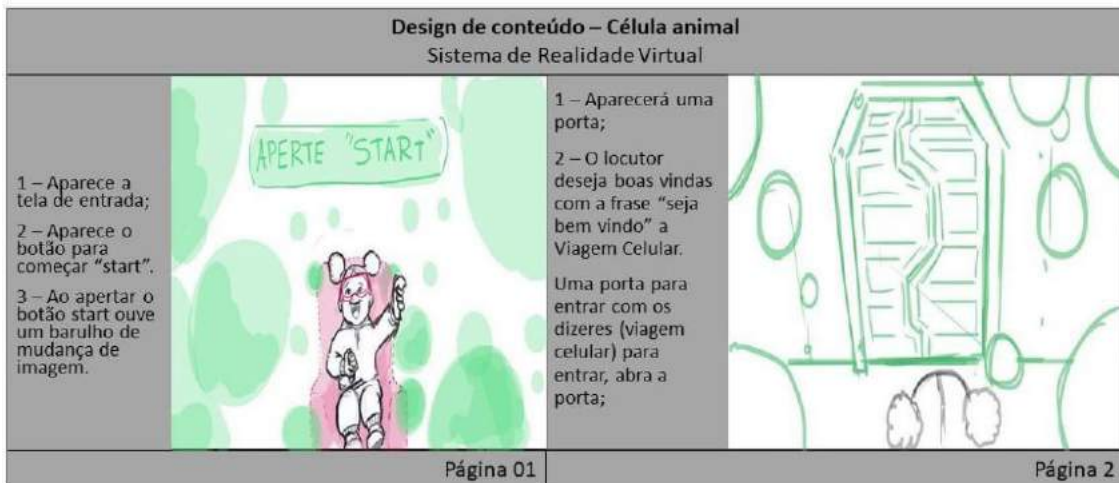 Design de conteúdo – Célula animal
Sistema de Realidade Virtual
1 – Aparece a
tela de entrada;
2 – Aparece o
botão para
começar “start”.
3 – Ao apertar o
botão start ouve
um barulho de
mudança de
imagem.
APERTE "START"
Página 01
1 – Aparecerá uma
porta;
2 – O locutor
deseja boas vindas
com a frase “seja
bem vindo” a
Viagem Celular.
Uma porta para
entrar com os
dizeres (viagem
celular) para
entrar, abra a
porta;
Página 2